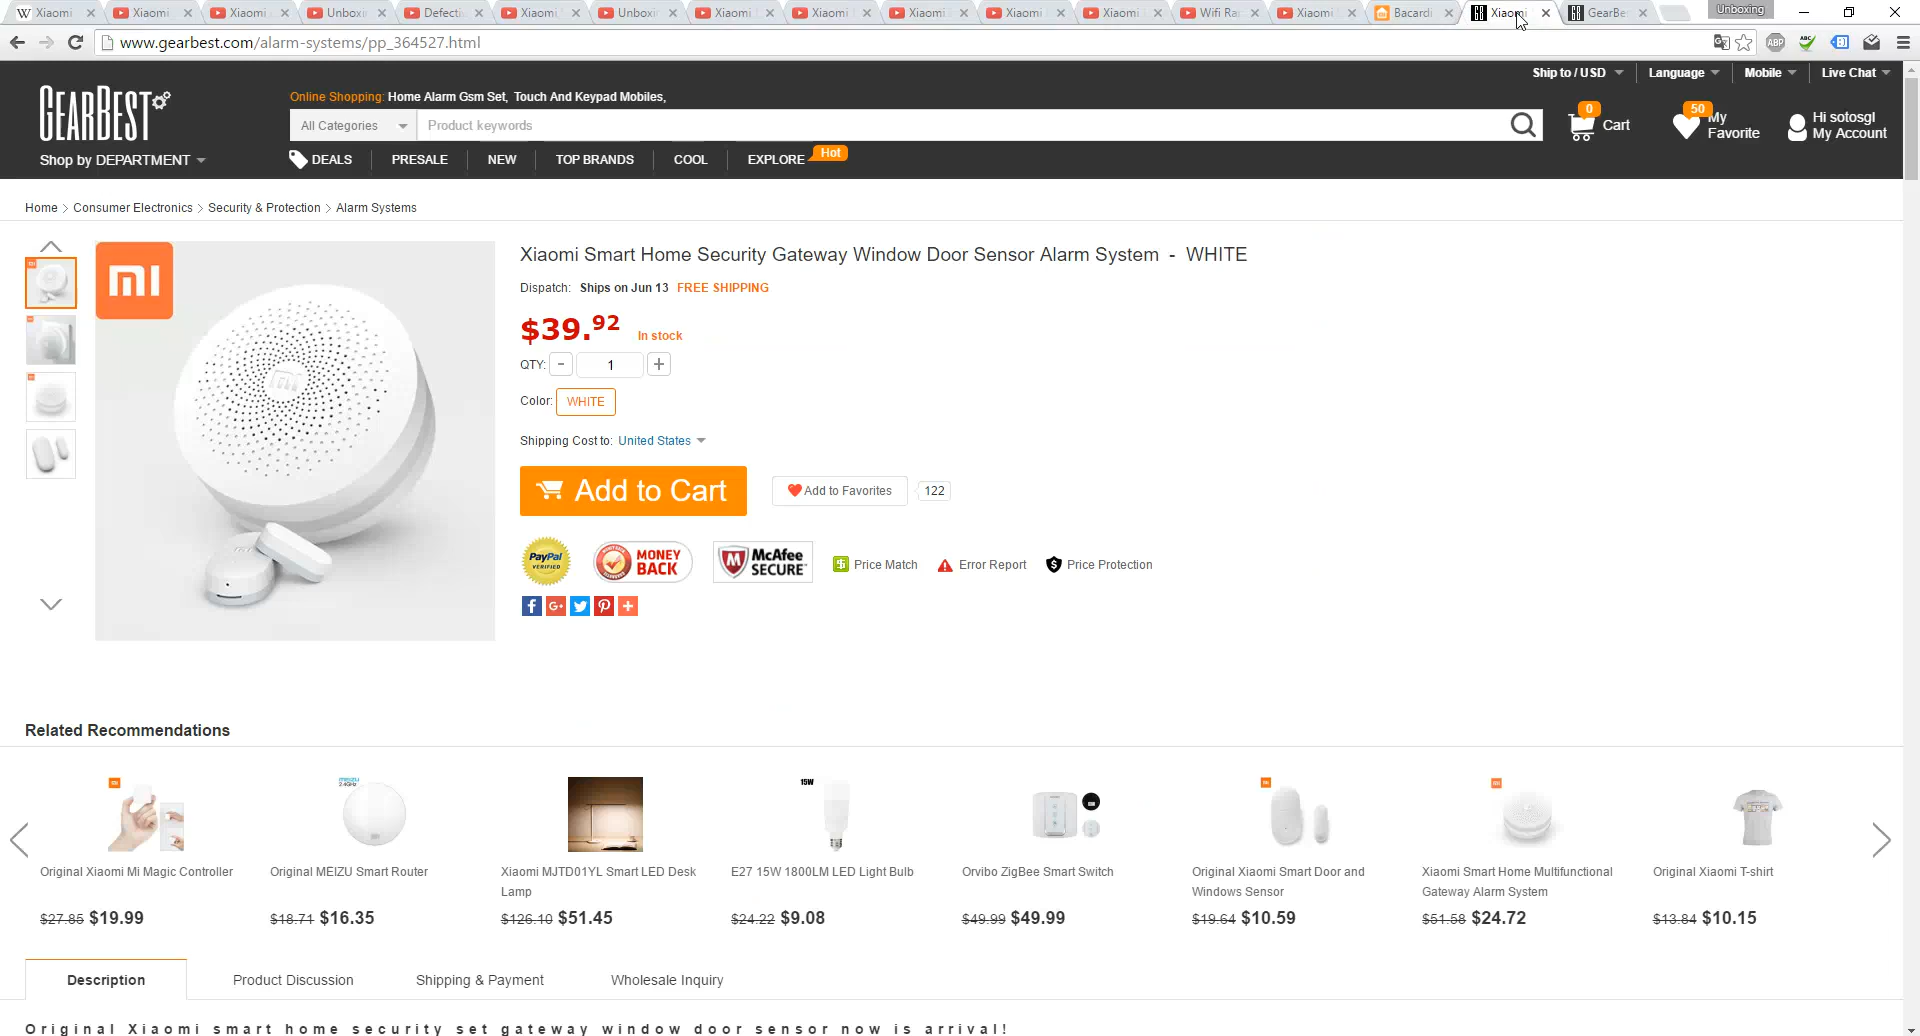 Xiaomi
Xiaomi
Xiaomi
Unboxi
Defect
Xiaomi
Unboxi
Xiaomi
Xiaomi
Xiaomi
Xiaomi
Xiaomi
Wifi Ra
Xiaomi
Bacardi
Xiaomi
GearBe
Unboxing
www.gearbest.com/alarm-systems/pp_364527.html
ABP
ABC
Ship to / USD
Language
Mobile
Live Chat
GEARBEST
Online Shopping: Home Alarm Gsm Set, Touch And Keypad Mobiles,
All Categories
Product keywords
0
Cart
50
My Favorite
Hi sotosgl
My Account
Shop by DEPARTMENT
DEALS
PRESALE
NEW
TOP BRANDS
COOL
EXPLORE
Hot
Home > Consumer Electronics > Security & Protection > Alarm Systems
Xiaomi Smart Home Security Gateway Window Door Sensor Alarm System - WHITE
Dispatch: Ships on Jun 13 FREE SHIPPING
$39.92 In stock
QTY: - 1 +
Color: WHITE
Shipping Cost to: United States
Add to Cart
Add to Favorites
122
PayPal
VERIFIED
MONEY BACK
McAfee SECURE
Price Match
Error Report
Price Protection
Related Recommendations
Original Xiaomi Mi Magic Controller
$27.85 $19.99
MEIZU
2.4GHz
Original MEIZU Smart Router
$18.71 $16.35
Xiaomi MJTD01YL Smart LED Desk
Lamp
$126.10 $51.45
15W
E27 15W 1800LM LED Light Bulb
$24.22 $9.08
Orvibo ZigBee Smart Switch
$49.99 $49.99
Original Xiaomi Smart Door and
Windows Sensor
$19.64 $10.59
Xiaomi Smart Home Multifunctional
Gateway Alarm System
$51.58 $24.72
Original Xiaomi T-shirt
$13.84 $10.15
Description
Product Discussion
Shipping & Payment
Wholesale Inquiry
Original Xiaomi smart home security set gateway window door sensor now is arrival!